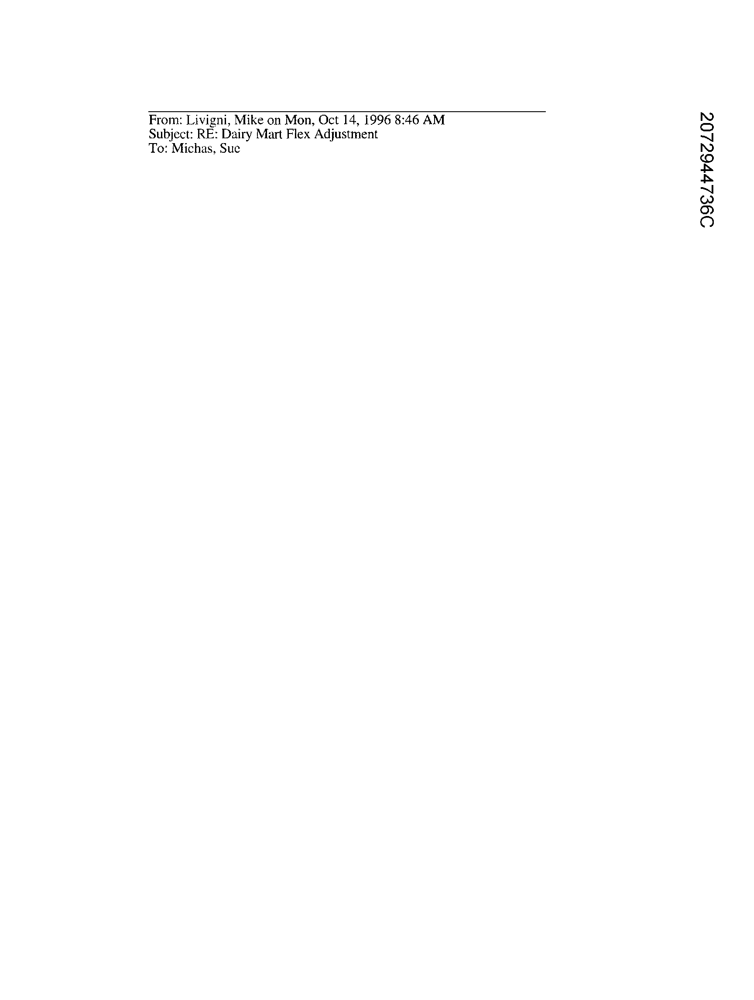 From: Livigni, Mike on Mon, Oct 14, 1996 8:46 AM
Subject: RE: Dairy Mart Flex Adjustment
To: Michas, Sue
2072944736C